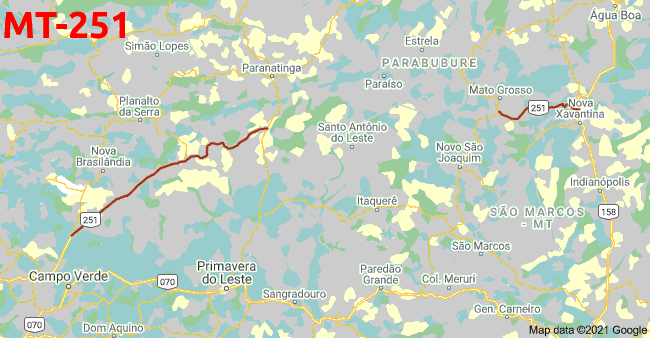 MT-251
Água Boa
Simão Lopes
Estrela
PARABUBURE
Paranatinga
Paraíso
Mato Grosso
Planalto
da Serra
251
Nova
Xavantina
Santo Antônio
do Leste
Nova
Brasilândia
Novo São
Joaquim
Indianópolis
Itaquerê
251
SÃO MARCOS
- MT
158
São Marcos
Campo Verde
070
Primavera
do Leste
Paredão
Grande
Col. Meruri
Sangradouro
Gen. Carneiro
070
Dom Aquino
070
Map data ©2021 Google